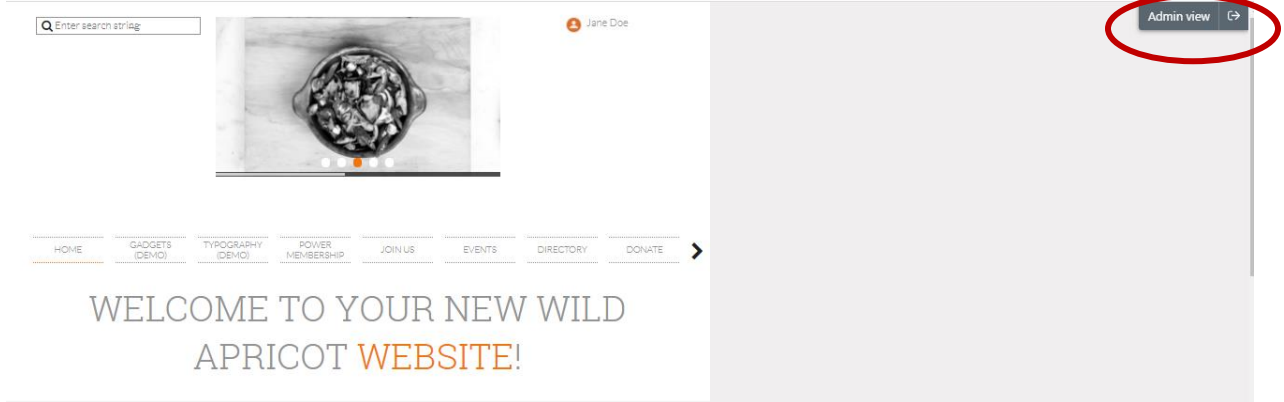 Enter search string
Jane Doe
Admin view
HOME
GADGETS
(DEMO)
TYPOGRAPHY
(DEMO)
POWER
MEMBERSHIP
JOIN US
EVENTS
DIRECTORY
DONATE
WELCOME TO YOUR NEW WILD
APRICOT WEBSITE!